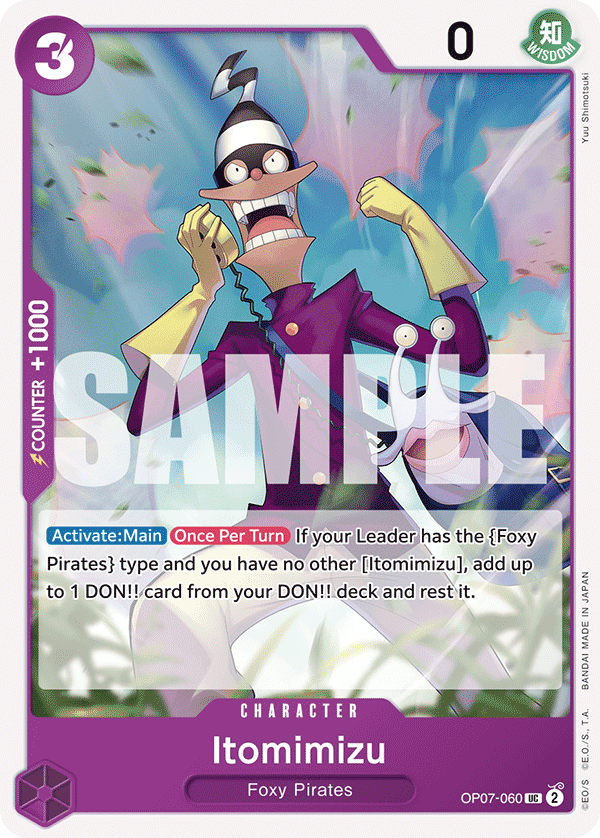 3
0
知
WISDOM
Yuu Shimotsuki
COUNTER +1000
SAMPLE
Activate:Main Once Per Turn If your Leader has the {Foxy
Pirates} type and you have no other [Itomimizu], add up
to 1 DON!! card from your DON!! deck and rest it.
CHARACTER
Itomimizu
Foxy Pirates
OP07-060 UC 2
©EO/S ©E.O./S., T.A. BANDAI MADE IN JAPAN